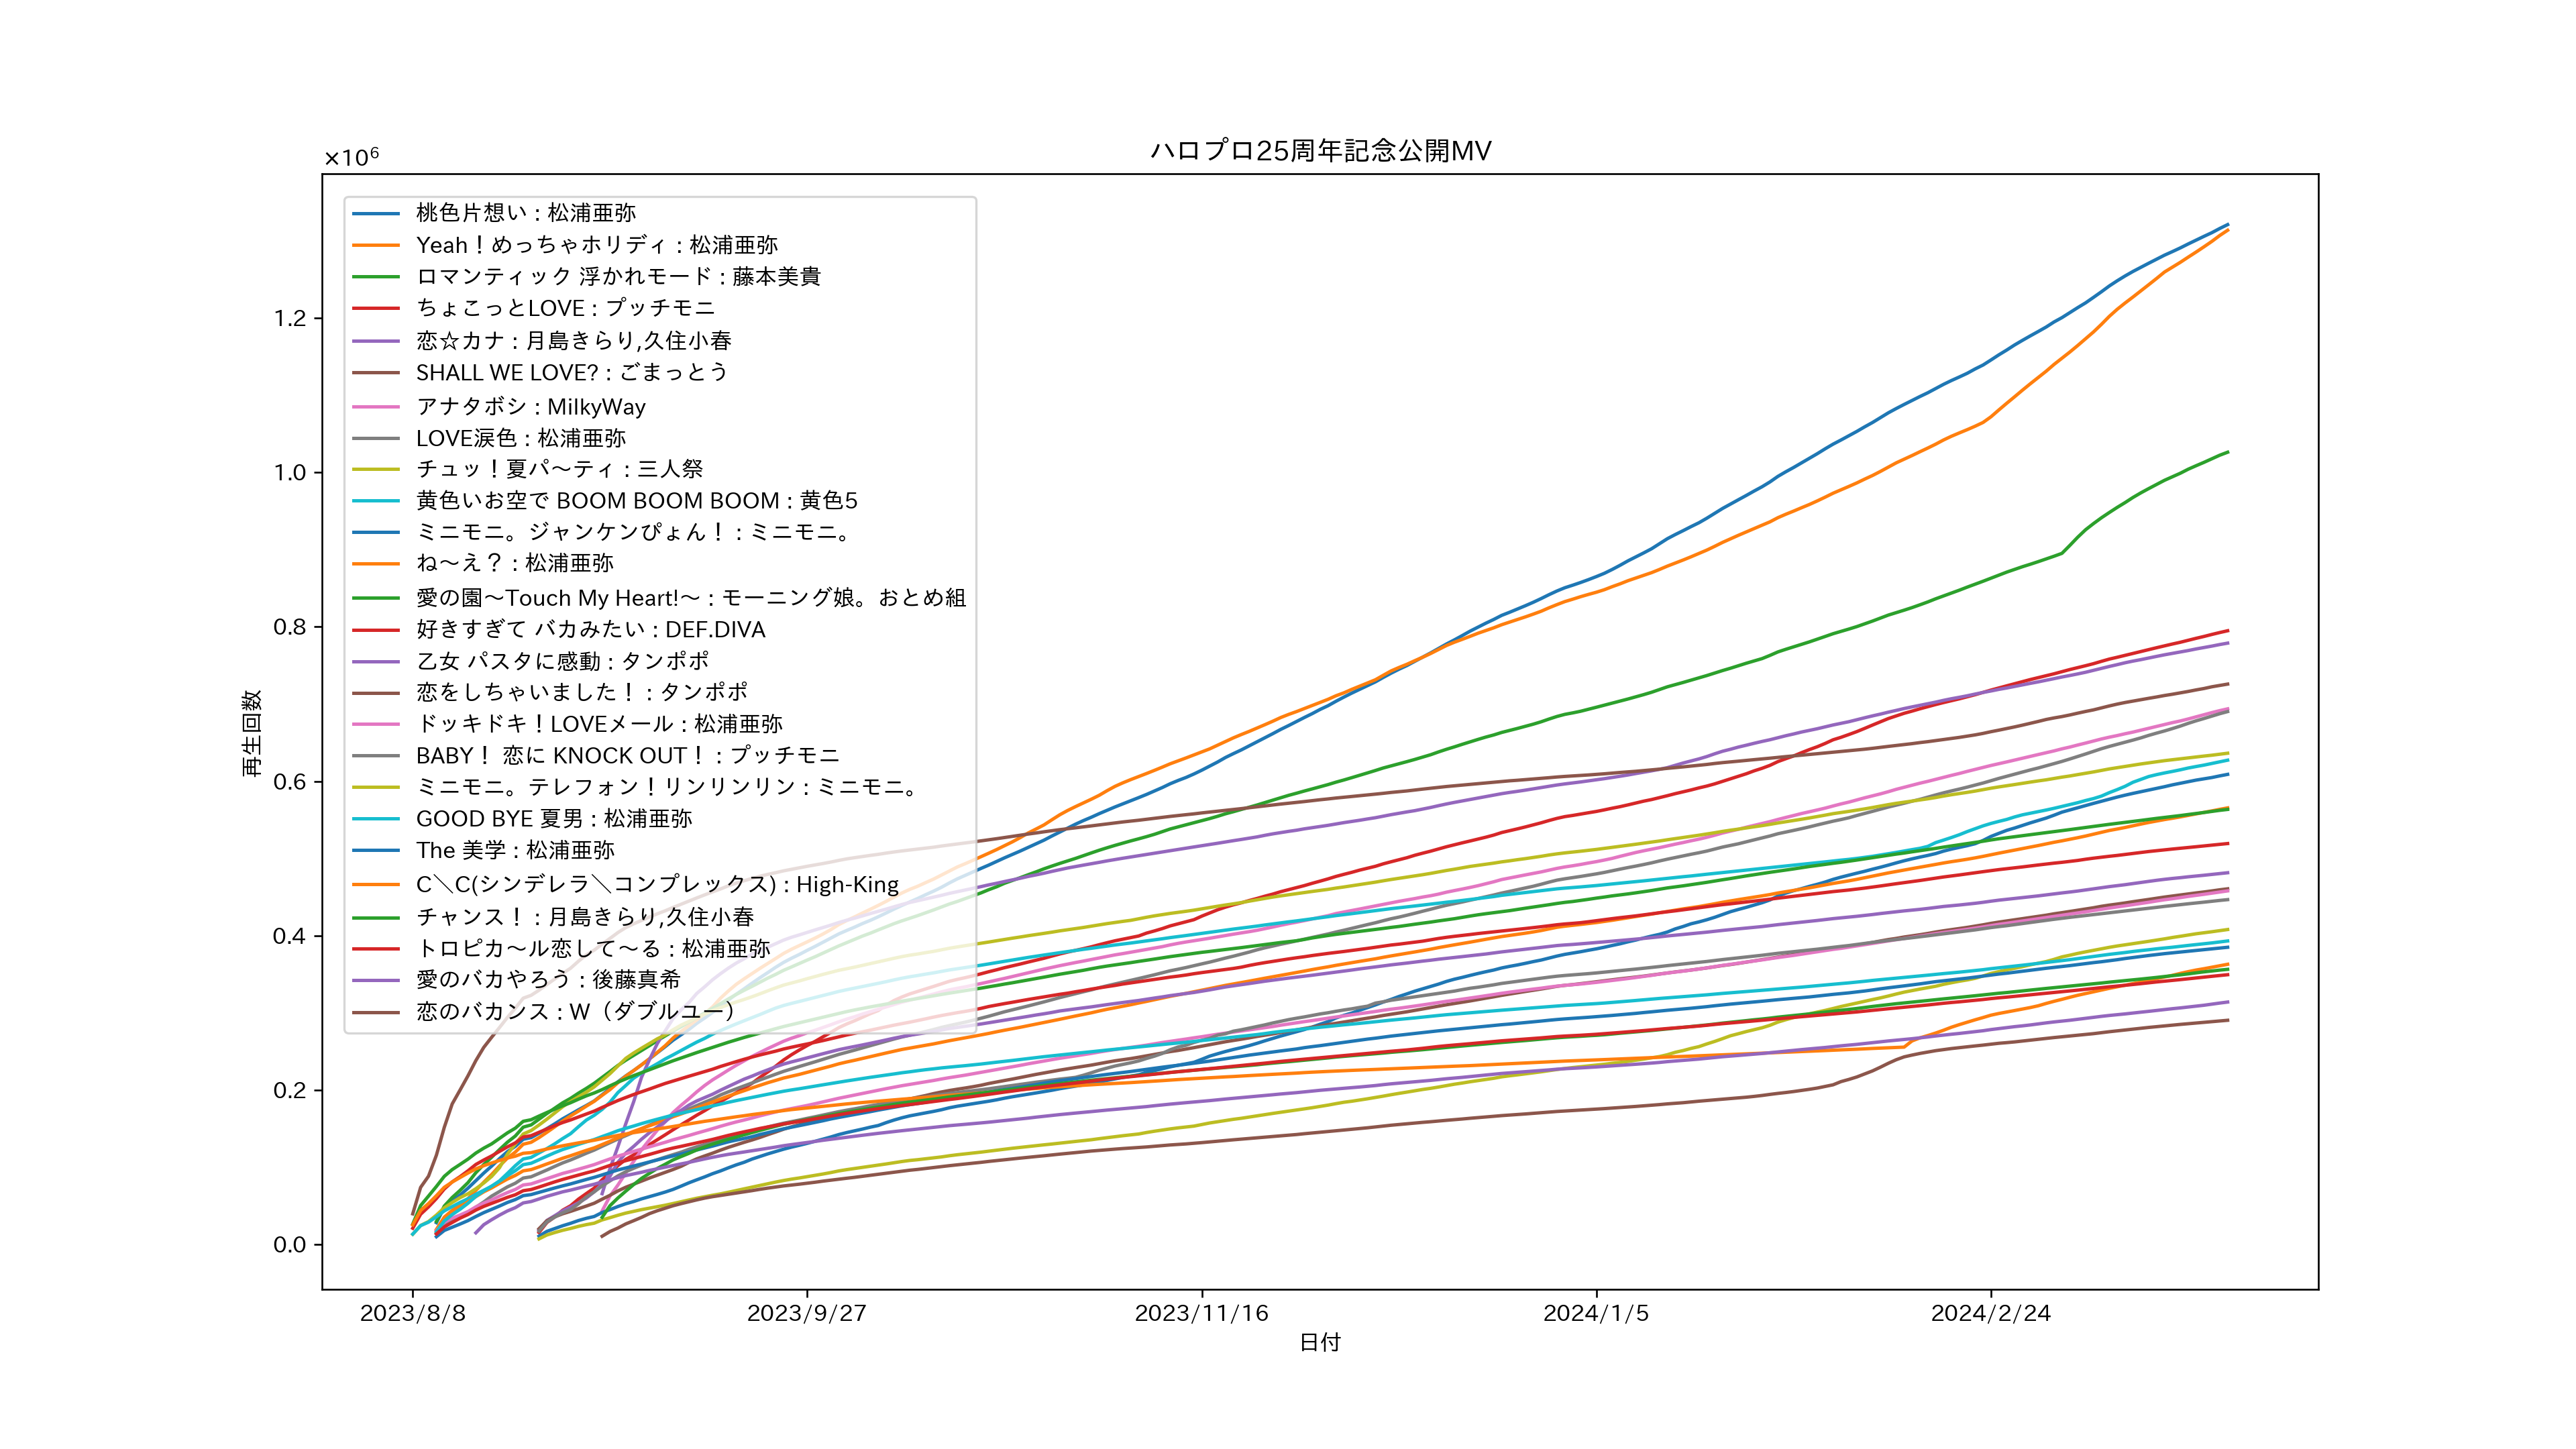 ハロプロ25周年記念公開MV
×10⁶
桃色片想い : 松浦亜弥
Yeah！めっちゃホリディ : 松浦亜弥
ロマンティック 浮かれモード : 藤本美貴
ちょこっとLOVE : プッチモニ
恋☆カナ : 月島きらり,久住小春
SHALL WE LOVE? : ごまっとう
アナタボシ : MilkyWay
LOVE涙色 : 松浦亜弥
チュッ！夏パ〜ティ : 三人祭
黄色いお空で BOOM BOOM BOOM : 黄色5
ミニモニ。ジャンケンぴょん！ : ミニモニ。
ね〜え？ : 松浦亜弥
愛の園〜Touch My Heart!〜 : モーニング娘。おとめ組
好きすぎて バカみたい : DEF.DIVA
乙女 パスタに感動 : タンポポ
恋をしちゃいました！ : タンポポ
ドッキドキ！LOVEメール : 松浦亜弥
BABY！ 恋に KNOCK OUT！ : プッチモニ
ミニモニ。テレフォン！リンリンリン : ミニモニ。
GOOD BYE 夏男 : 松浦亜弥
The 美学 : 松浦亜弥
C＼C(シンデレラ＼コンプレックス) : High-King
チャンス！ : 月島きらり,久住小春
トロピカ〜ル恋して〜る : 松浦亜弥
愛のバカやろう : 後藤真希
恋のバカンス : W（ダブルユー）
1.2
1.0
0.8
0.6
0.4
0.2
0.0
再生回数
2023/8/8
2023/9/27
2023/11/16
2024/1/5
2024/2/24
日付